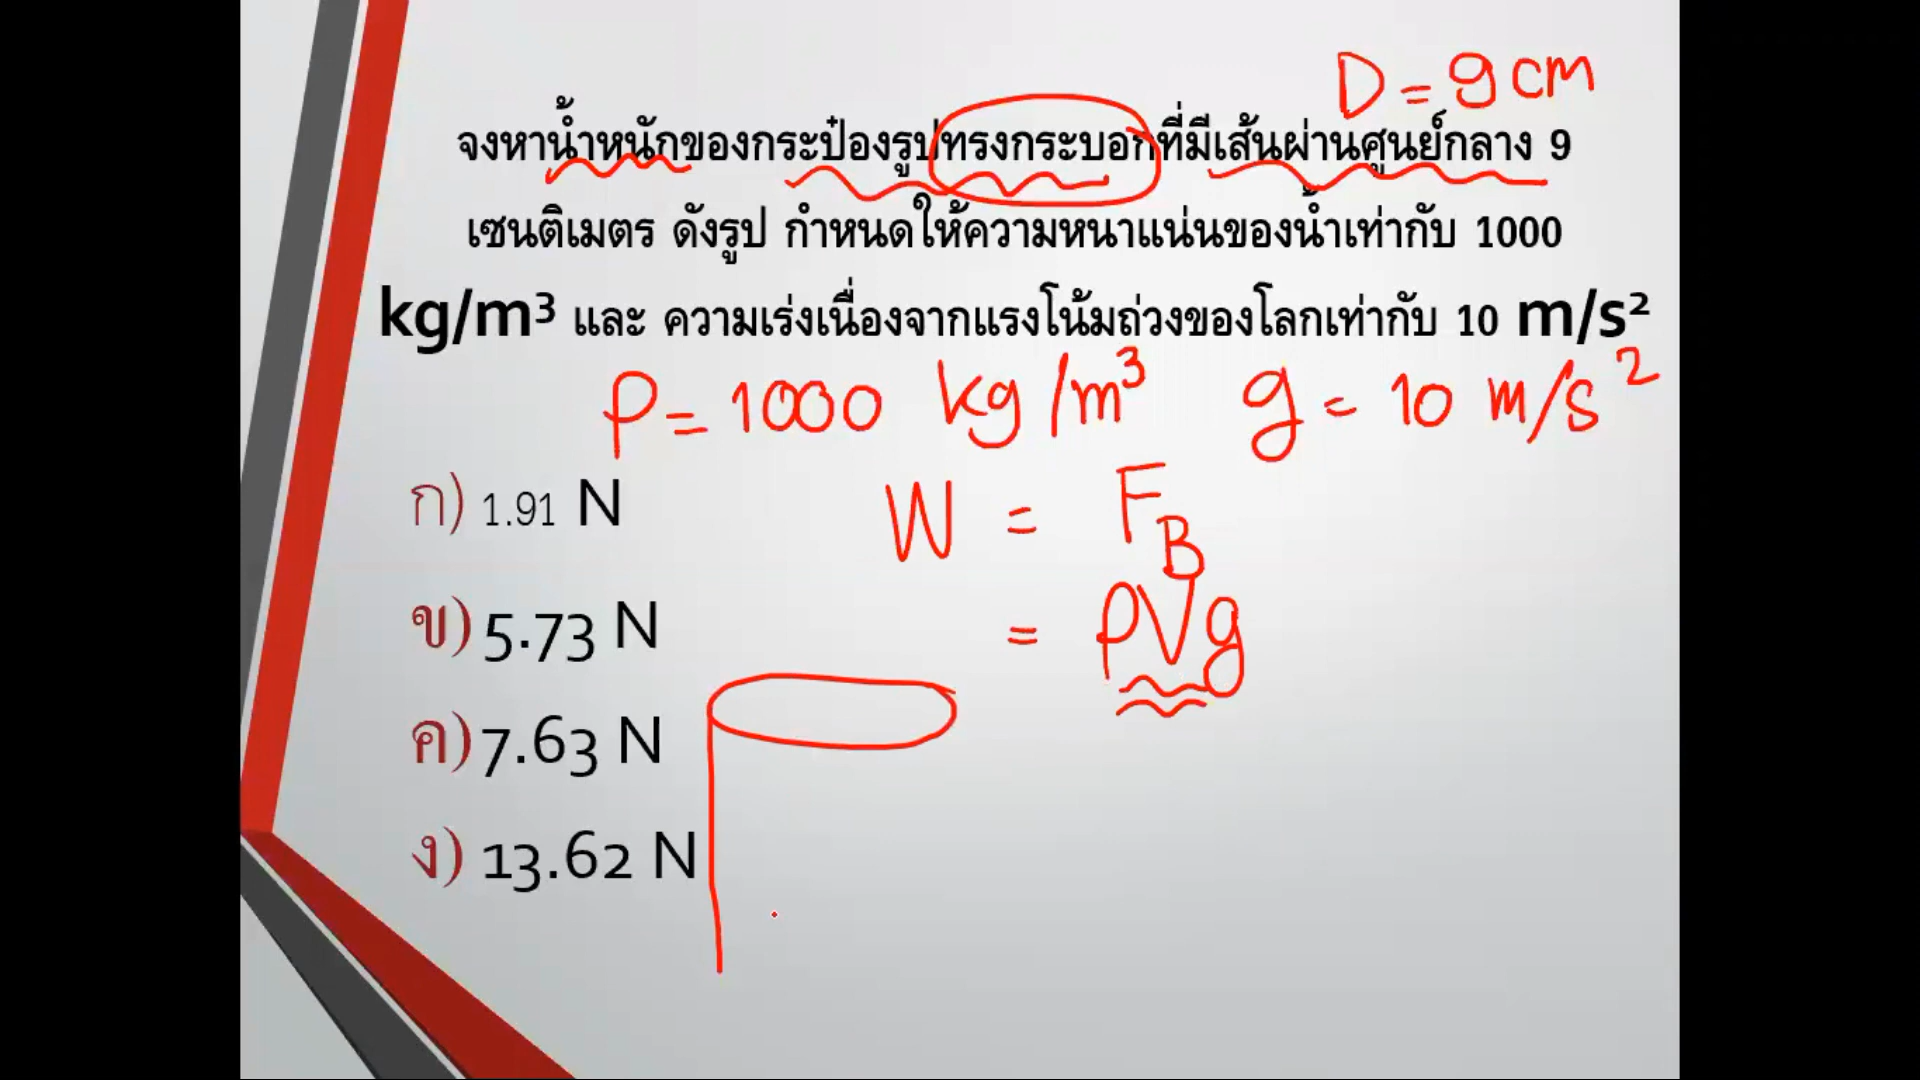 D = 9 cm
จงหาน้ำหนักของกระป๋องรูปทรงกระบอกที่มีเส้นผ่านศูนย์กลาง 9
เซนติเมตร ดังรูป กำหนดให้ความหนาแน่นของน้ำเท่ากับ 1000
kg/m³ และ ความเร่งเนื่องจากแรงโน้มถ่วงของโลกเท่ากับ 10 m/s²
ρ = 1000 kg/m³ g = 10 m/s²
ก) 1.91 N
W = F_B
ข) 5.73 N
= ρVg
ค) 7.63 N
ง) 13.62 N